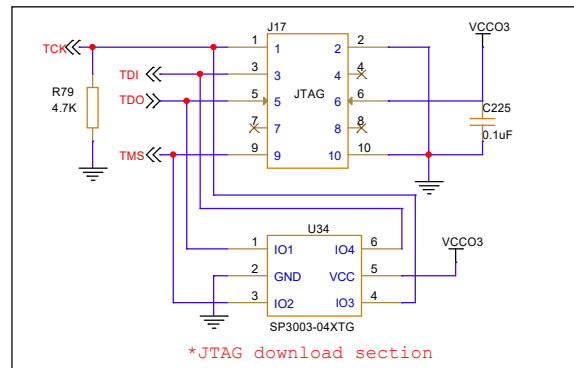 J17
VCCO3
TCK 1 1 2 2
TDI 3 3 4 4
JTAG
R79
4.7K
TDO 5 5 6 6
C225
0.1uF
7 7 8 8
TMS 9 9 10 10
U34
VCCO3
1 IO1 IO4 6
2 GND VCC 5
3 IO2 IO3 4
SP3003-04XTG
*JTAG download section